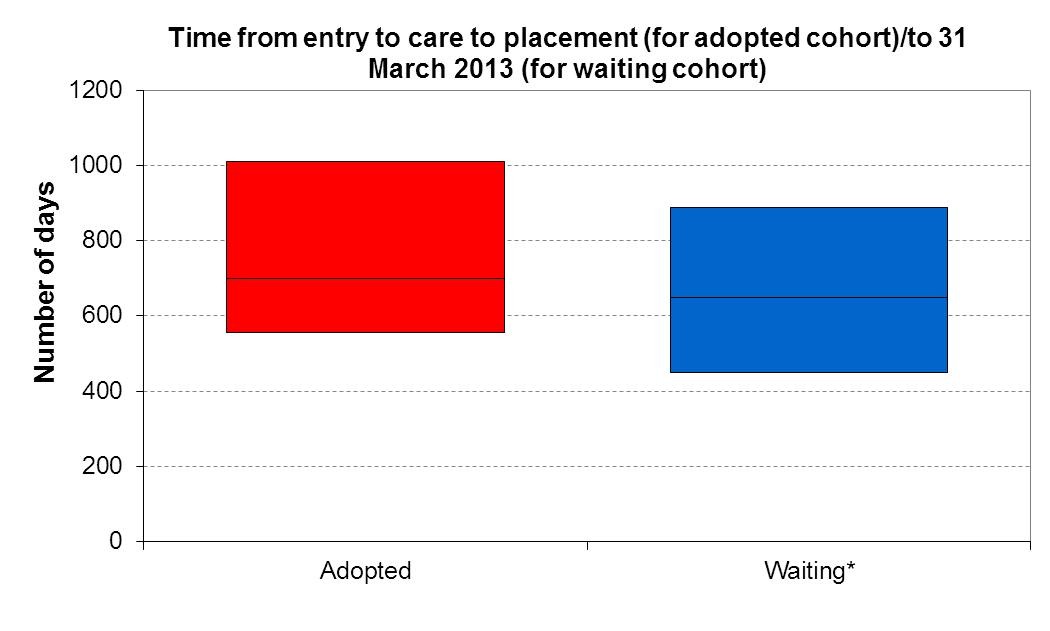 Time from entry to care to placement (for adopted cohort)/to 31
March 2013 (for waiting cohort)
Number of days
1200
1000
800
600
400
200
0
Adopted
Waiting*